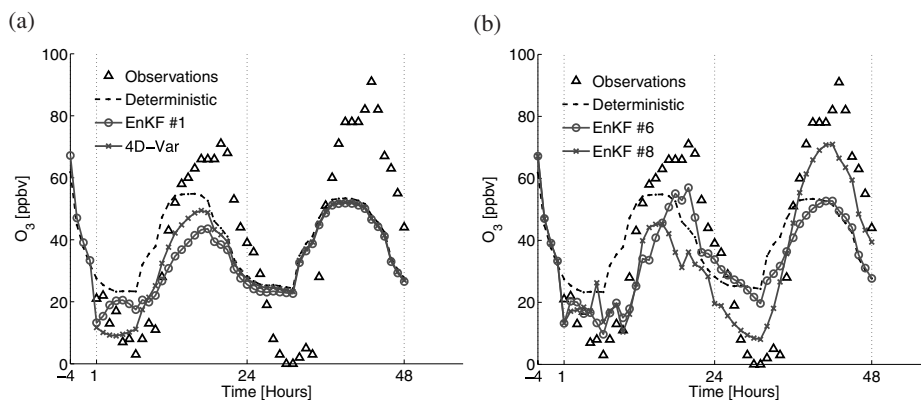 (a)
100
80
60
40
20
0
O3 [ppbv]
Observations
Deterministic
EnKF #1
4D-Var
-4
1
24
48
Time [Hours]
(b)
100
80
60
40
20
0
O3 [ppbv]
Observations
Deterministic
EnKF #6
EnKF #8
-4
1
24
48
Time [Hours]